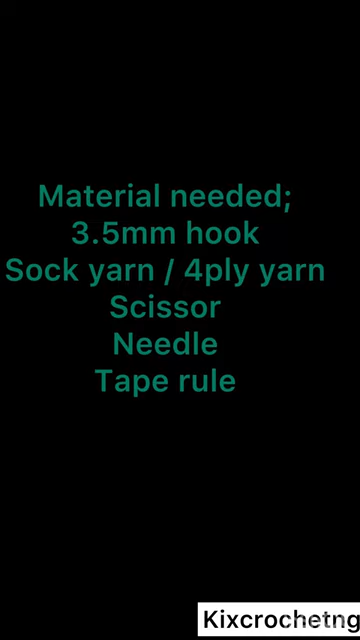 Material needed;
3.5mm hook
Sock yarn / 4ply yarn
Scissor
Needle
Tape rule
Kixcrochetng